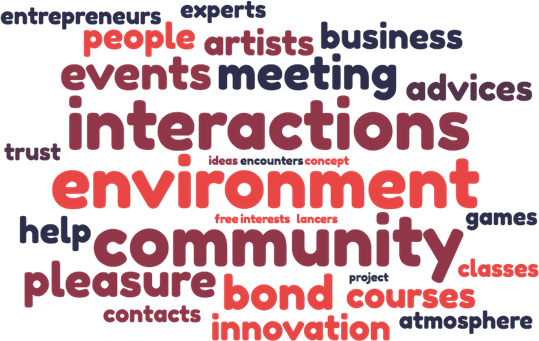 entrepreneurs experts
people artists business
events meeting advices
interactions
trust ideas encounters concept
environment
free interests lancers games
help community
pleasure project classes
bond courses
contacts innovation atmosphere